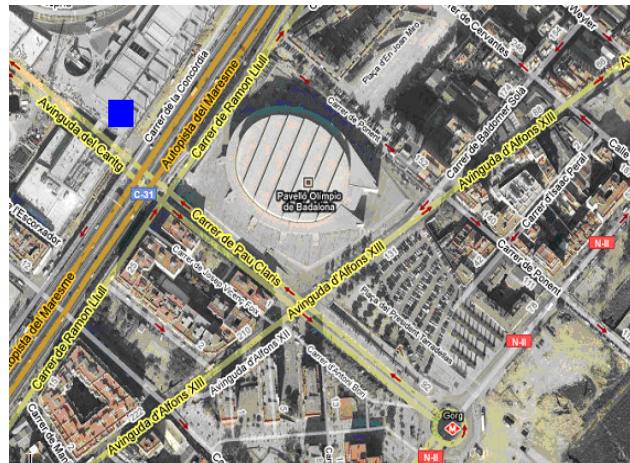 Weyler
Carrer de Cervantes
Plaça d'En Joan Miró
Carrer de la Concòrdia
Autopista del Maresme
Carrer de Ramon Llull
Carrer de Ponent
174
Carrer de Baldomer Solà
Avinguda d'Alfons XIII
Avinguda del Caritg
C-31
Pavelló Olímpic
de Badalona
Carrer d'Isaac Peral
Calle
Carrer de Ponent
N-II
Carrer de Pau Claris
131
Carrer de Josep Vicenç Foix
Avinguda d'Alfons XIII
Plaça del President Tarradellas
N-II
Autopista del Maresme
Carrer de Ramon Llull
Avinguda d'Alfons XII
Carrer d'Antoni Bori
Avinguda d'Alfons XIII
Gorg
M
N-II